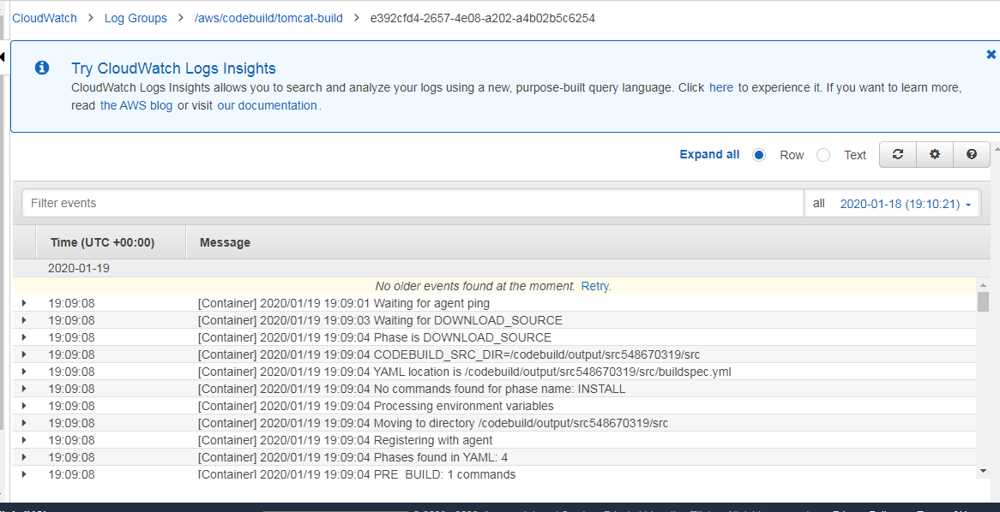 CloudWatch > Log Groups > /aws/codebuild/tomcat-build > e392cfd4-2657-4e08-a202-a4b02b5c6254
Try CloudWatch Logs Insights
CloudWatch Logs Insights allows you to search and analyze your logs using a new, purpose-built query language. Click here to experience it. If you want to learn more,
read the AWS blog or visit our documentation.
Expand all Row Text
Filter events all 2020-01-18 (19:10:21)
Time (UTC +00:00) Message
2020-01-19
No older events found at the moment. Retry.
19:09:08 [Container] 2020/01/19 19:09:01 Waiting for agent ping
19:09:08 [Container] 2020/01/19 19:09:03 Waiting for DOWNLOAD_SOURCE
19:09:08 [Container] 2020/01/19 19:09:04 Phase is DOWNLOAD_SOURCE
19:09:08 [Container] 2020/01/19 19:09:04 CODEBUILD_SRC_DIR=/codebuild/output/src548670319/src
19:09:08 [Container] 2020/01/19 19:09:04 YAML location is /codebuild/output/src548670319/src/buildspec.yml
19:09:08 [Container] 2020/01/19 19:09:04 No commands found for phase name: INSTALL
19:09:08 [Container] 2020/01/19 19:09:04 Processing environment variables
19:09:08 [Container] 2020/01/19 19:09:04 Moving to directory /codebuild/output/src548670319/src
19:09:08 [Container] 2020/01/19 19:09:04 Registering with agent
19:09:08 [Container] 2020/01/19 19:09:04 Phases found in YAML: 4
19:09:08 [Container] 2020/01/19 19:09:04 PRE_BUILD: 1 commands